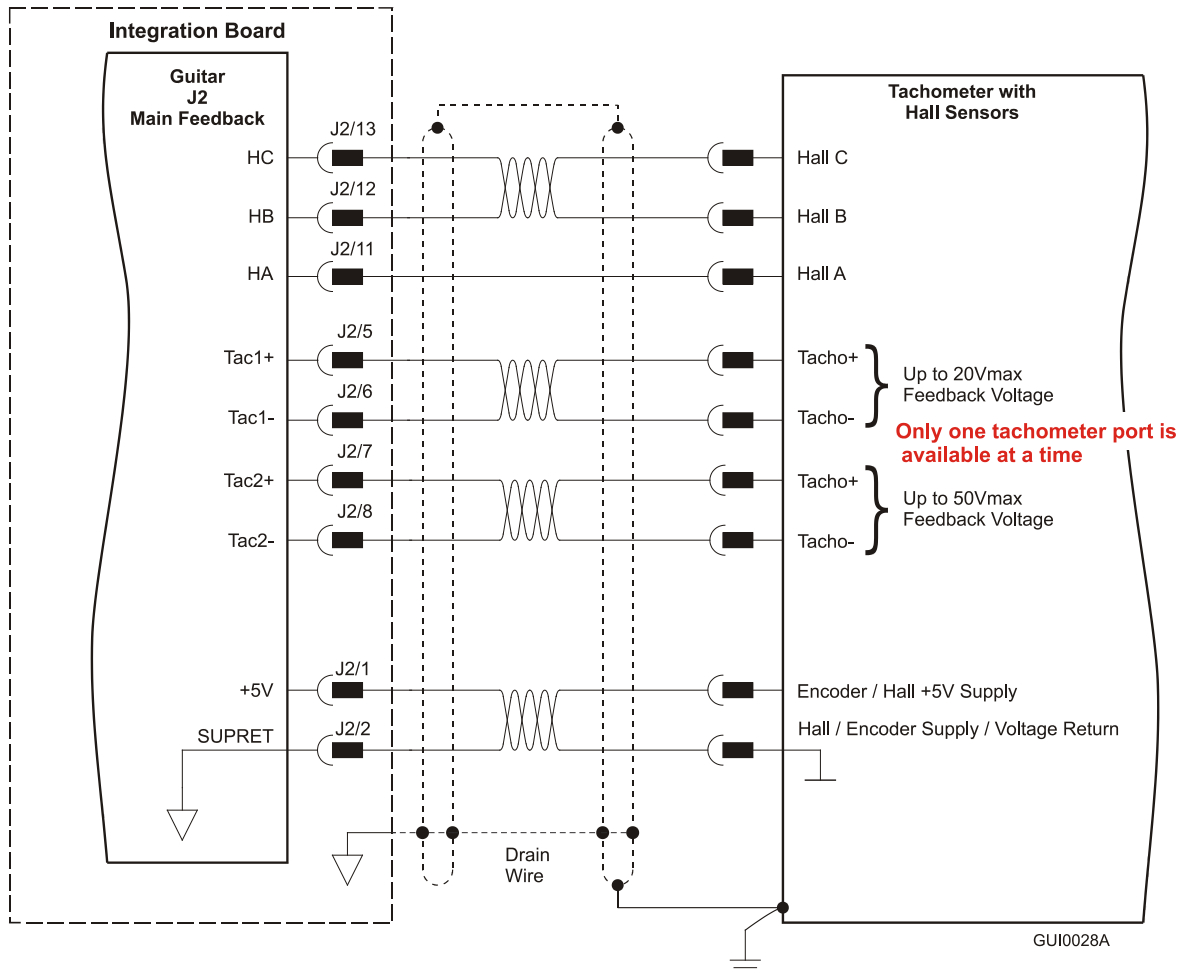 Integration Board
Guitar
J2
Main Feedback
Tachometer with
Hall Sensors
HC
J2/13
Hall C
HB
J2/12
Hall B
HA
J2/11
Hall A
Tac1+
J2/5
Tacho+
Tac1-
J2/6
Tacho-
Up to 20Vmax
Feedback Voltage
Only one tachometer port is
available at a time
Tac2+
J2/7
Tacho+
Tac2-
J2/8
Tacho-
Up to 50Vmax
Feedback Voltage
+5V
J2/1
Encoder / Hall +5V Supply
SUPRET
J2/2
Hall / Encoder Supply / Voltage Return
Drain
Wire
GUI0028A